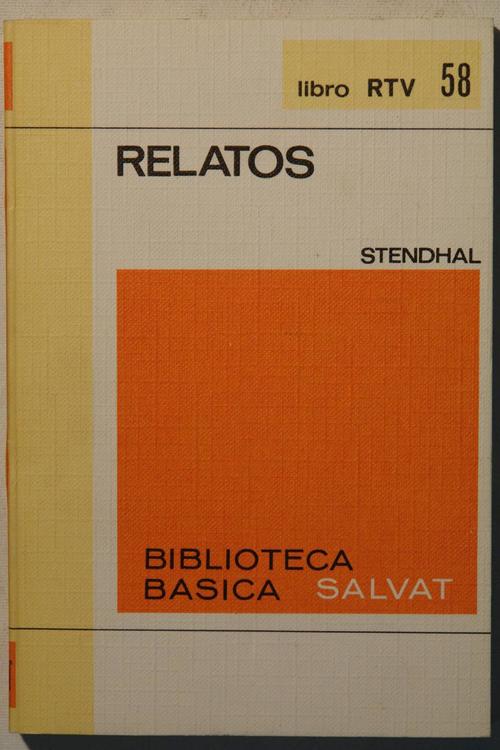 libro RTV 58
RELATOS
STENDHAL
BIBLIOTECA
BASICA SALVAT